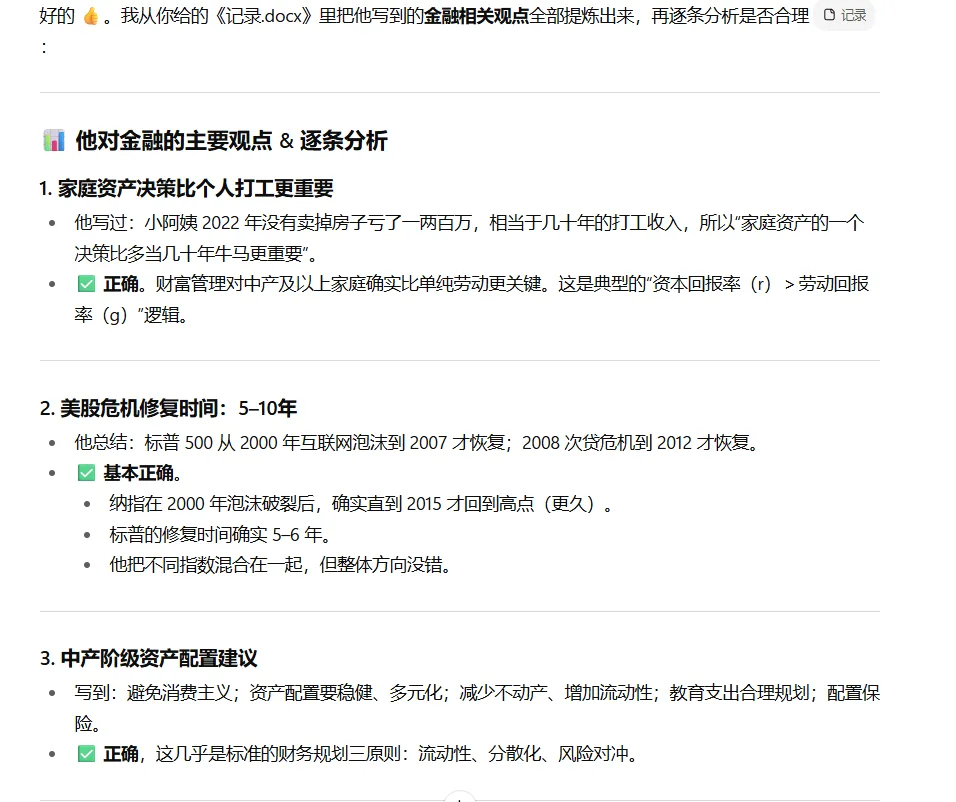 好的 👍。我从你给的《记录.docx》里把他写到的金融相关观点全部提炼出来，再逐条分析是否合理 记录
：
📊 他对金融的主要观点 & 逐条分析
1. 家庭资产决策比个人打工更重要
• 他写过：小阿姨 2022 年没有卖掉房子亏了一两百万，相当于几十年的打工收入，所以“家庭资产的一个
决策比多当几十年牛马更重要”。
• ✅ 正确。财富管理对中产及以上家庭确实比单纯劳动更关键。这是典型的“资本回报率（r） > 劳动回报
率（g）”逻辑。
2. 美股危机修复时间：5–10年
• 他总结：标普 500 从 2000 年互联网泡沫到 2007 才恢复；2008 次贷危机到 2012 才恢复。
• ✅ 基本正确。
• 纳指在 2000 年泡沫破裂后，确实直到 2015 才回到高点（更久）。
• 标普的修复时间确实 5–6 年。
• 他把不同指数混合在一起，但整体方向没错。
3. 中产阶级资产配置建议
• 写到：避免消费主义；资产配置要稳健、多元化；减少不动产、增加流动性；教育支出合理规划；配置保
险。
• ✅ 正确，这几乎是标准的财务规划三原则：流动性、分散化、风险对冲。